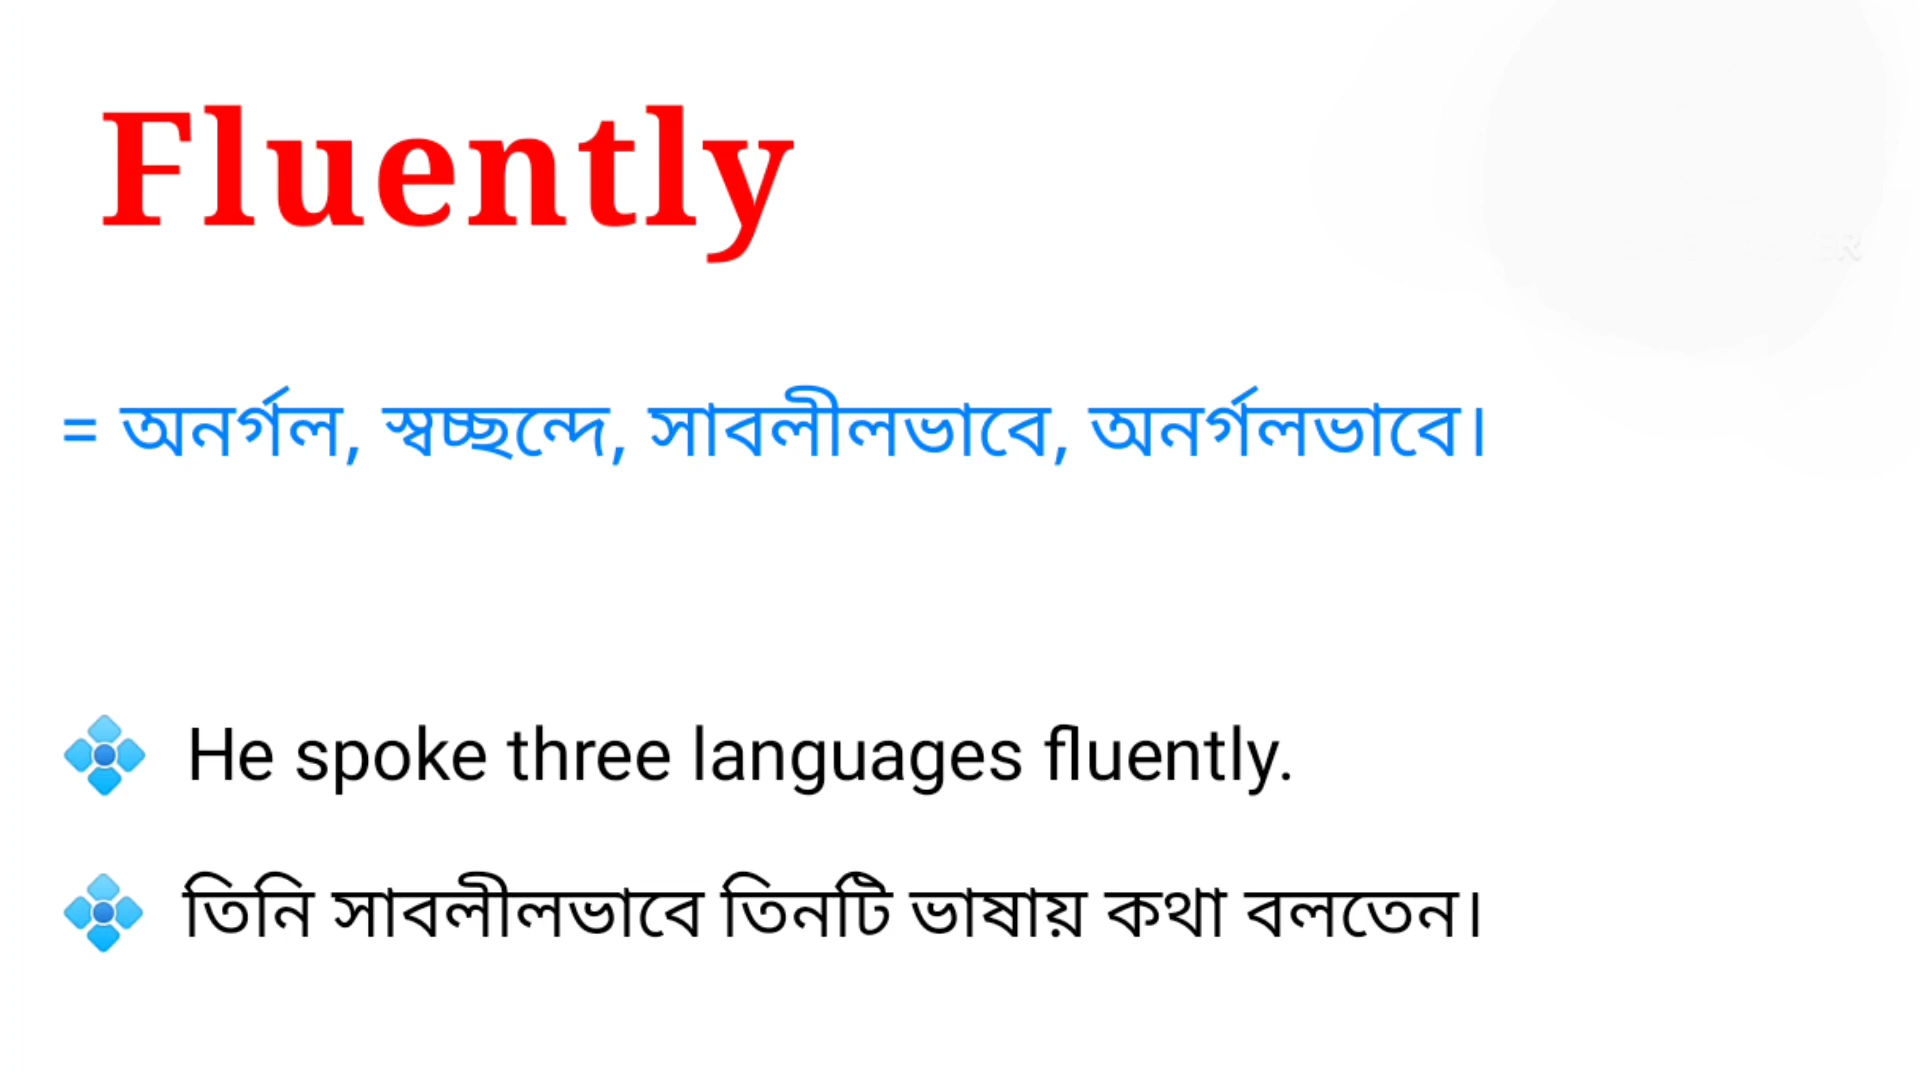 Fluently
= অনর্গল, স্বচ্ছন্দে, সাবলীলভাবে, অনর্গলভাবে।
He spoke three languages fluently.
তিনি সাবলীলভাবে তিনটি ভাষায় কথা বলতেন।